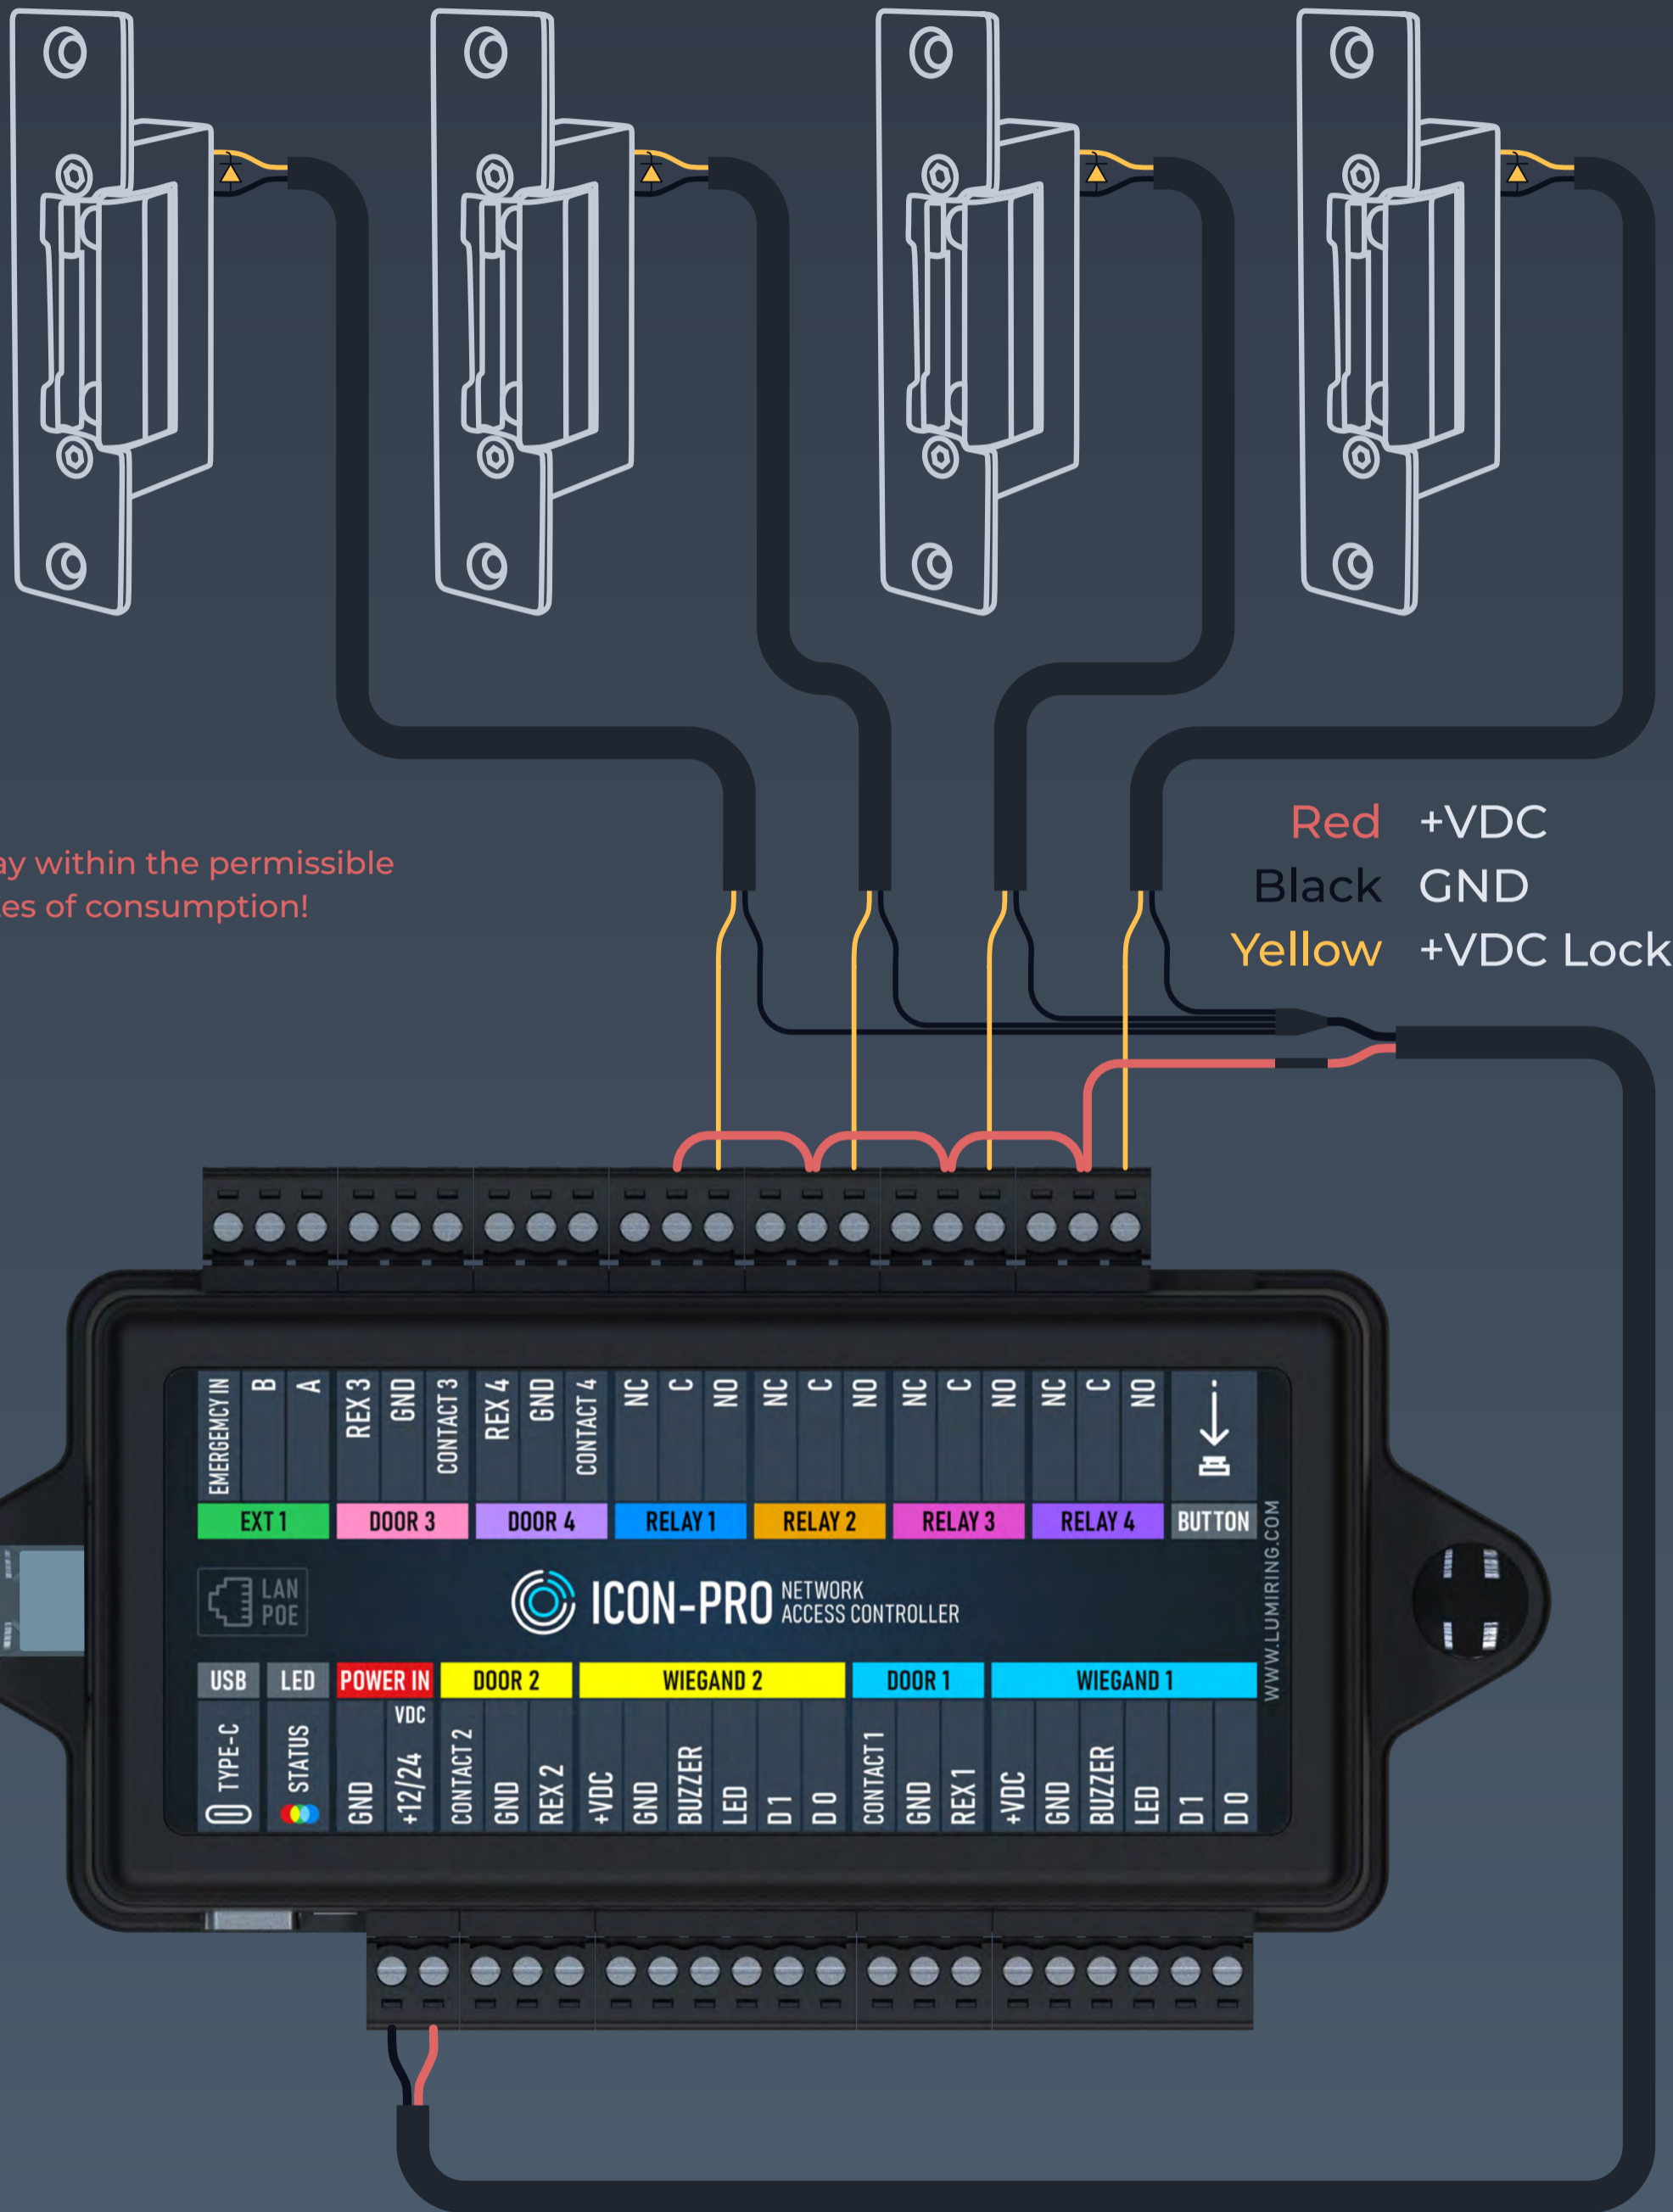 ay within the permissible
es of consumption!
Red +VDC
Black GND
Yellow +VDC Lock
EMERGEMCY IN
B
A
REX 3
GND
CONTACT 3
REX 4
GND
CONTACT 4
NC
C
NO
NC
C
NO
NC
C
NO
NC
C
NO
EXT 1
DOOR 3
DOOR 4
RELAY 1
RELAY 2
RELAY 3
RELAY 4
BUTTON
LAN
POE
ICON-PRO
NETWORK
ACCESS CONTROLLER
WWW.LUMIRING.COM
USB
LED
POWER IN
DOOR 2
WIEGAND 2
DOOR 1
WIEGAND 1
TYPE-C
STATUS
GND
VDC
+12/24
CONTACT 2
GND
REX 2
+VDC
GND
BUZZER
LED
D 1
D 0
CONTACT 1
GND
REX 1
+VDC
GND
BUZZER
LED
D 1
D 0